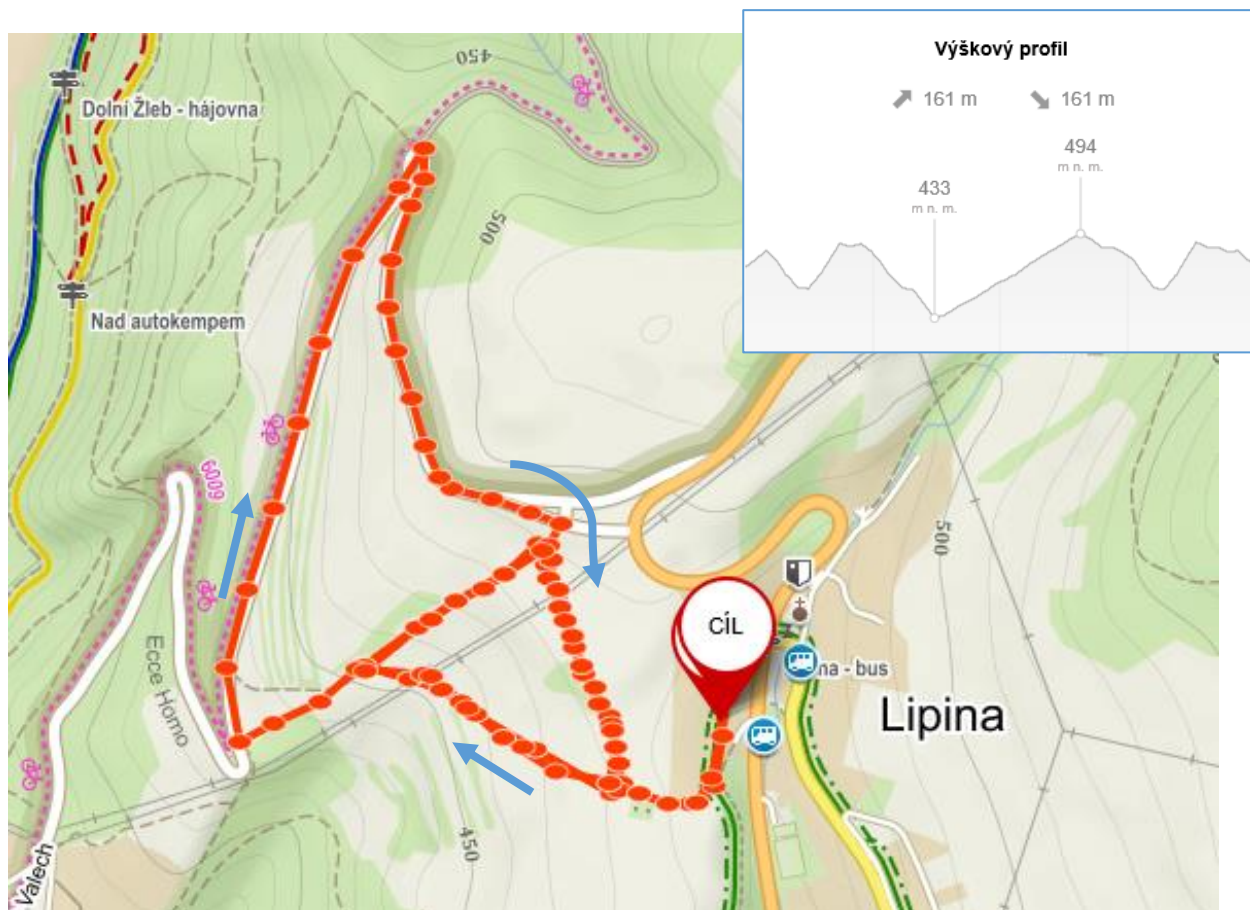 Výškový profil
161 m
161 m
494
m n. m.
433
m n. m.
450
Dolní Žleb - hájovna
500
Nad autokempem
6009
500
CÍL
Ecce Homo
na - bus
Lipina
450
Valech